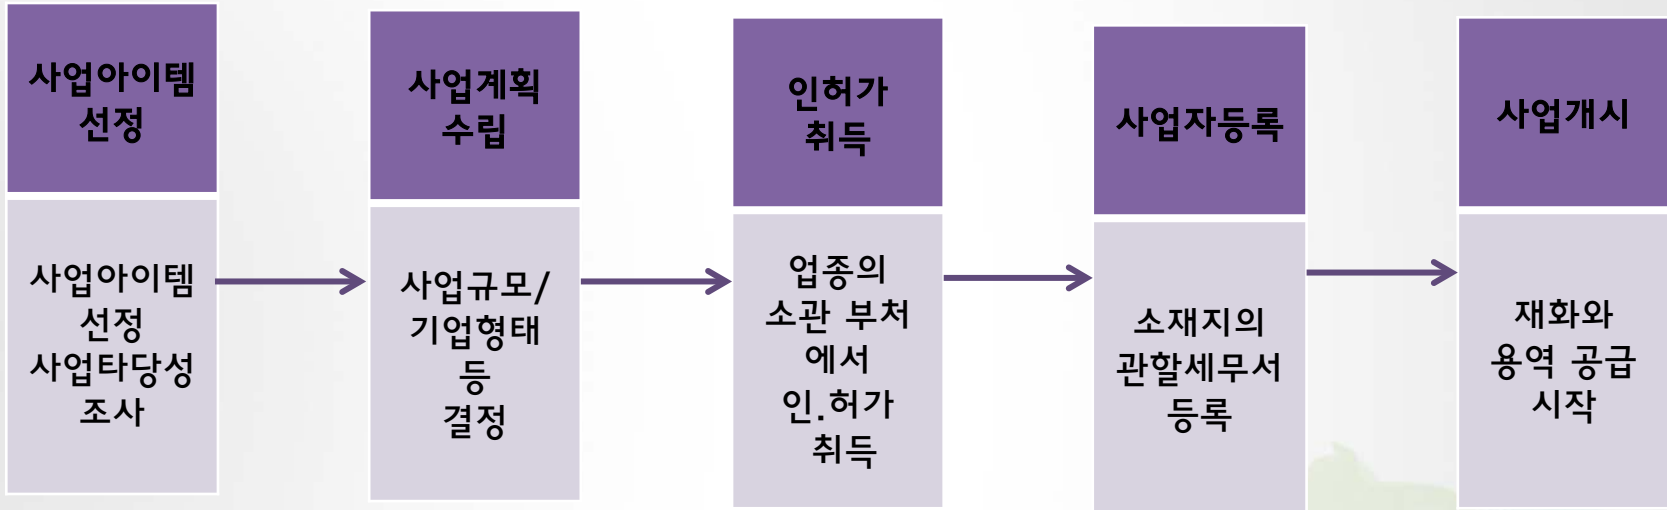 사업아이템
선정
사업아이템
선정
사업타당성
조사
사업계획
수립
사업규모/
기업형태
등
결정
인허가
취득
업종의
소관 부처
에서
인.허가
취득
사업자등록
소재지의
관할세무서
등록
사업개시
재화와
용역 공급
시작